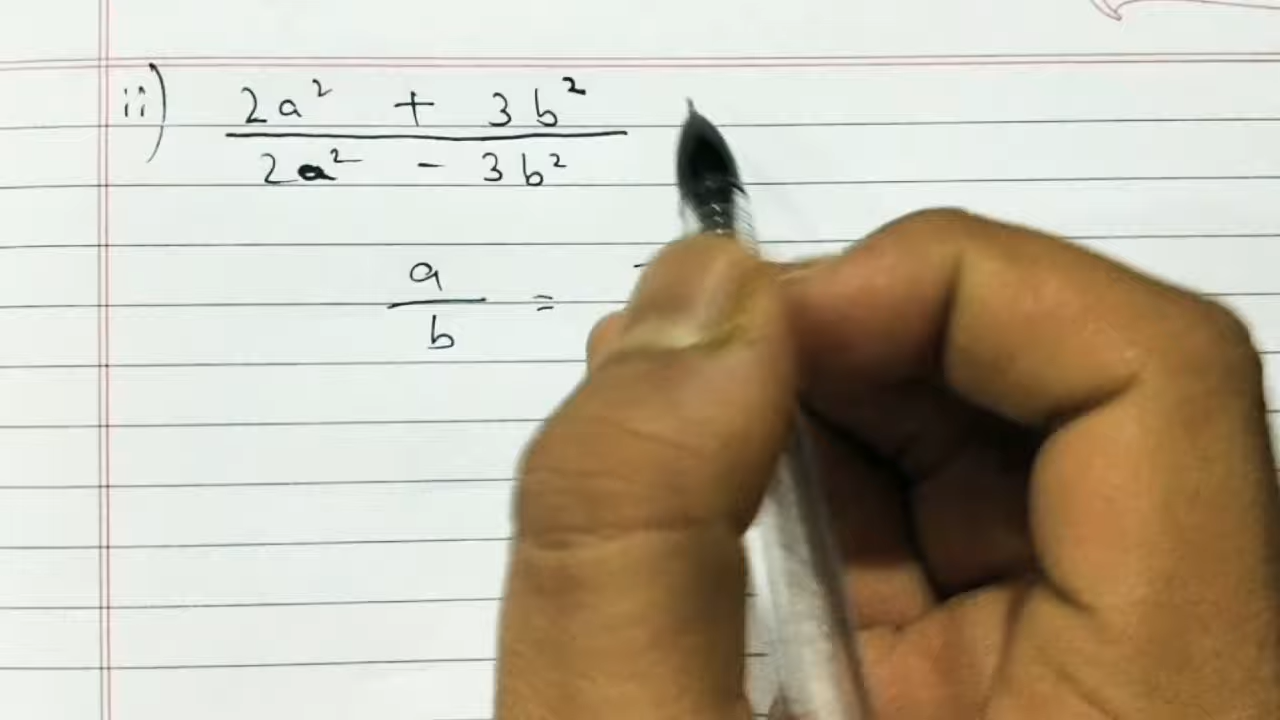 ii) 2a² + 3b²
2a² - 3b²
a
b =